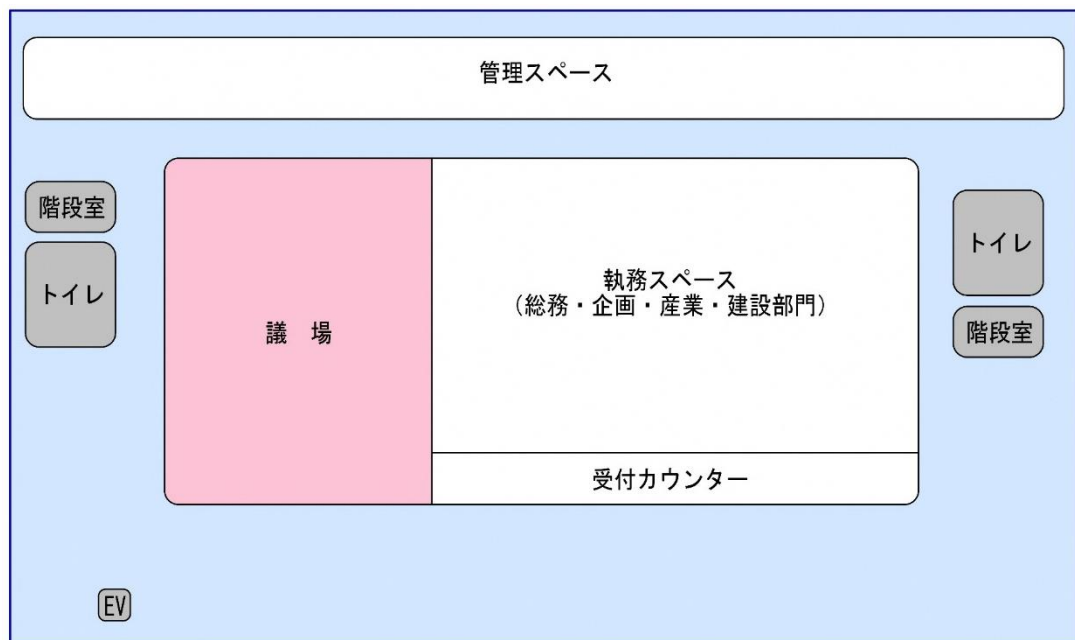 管理スペース
階段室
トイレ
議　場
執務スペース
（総務・企画・産業・建設部門）
受付カウンター
トイレ
階段室
EV